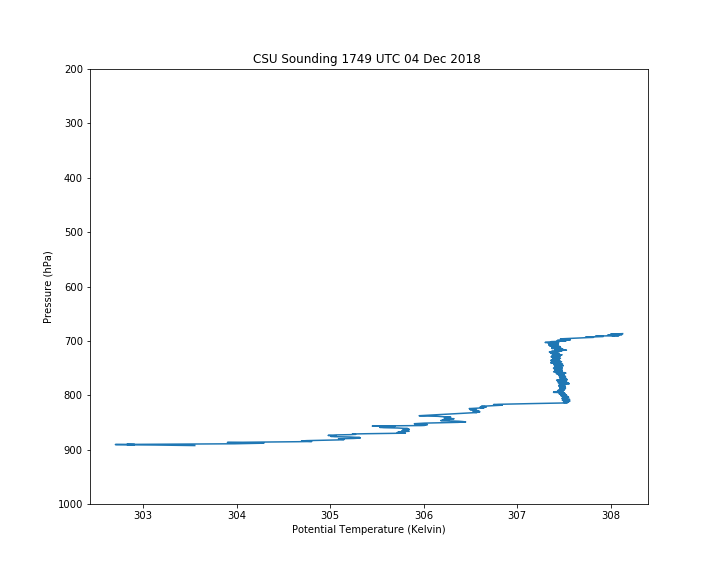 CSU Sounding 1749 UTC 04 Dec 2018
200
300
400
500
600
700
800
900
1000
Pressure (hPa)
303 304 305 306 307 308
Potential Temperature (Kelvin)